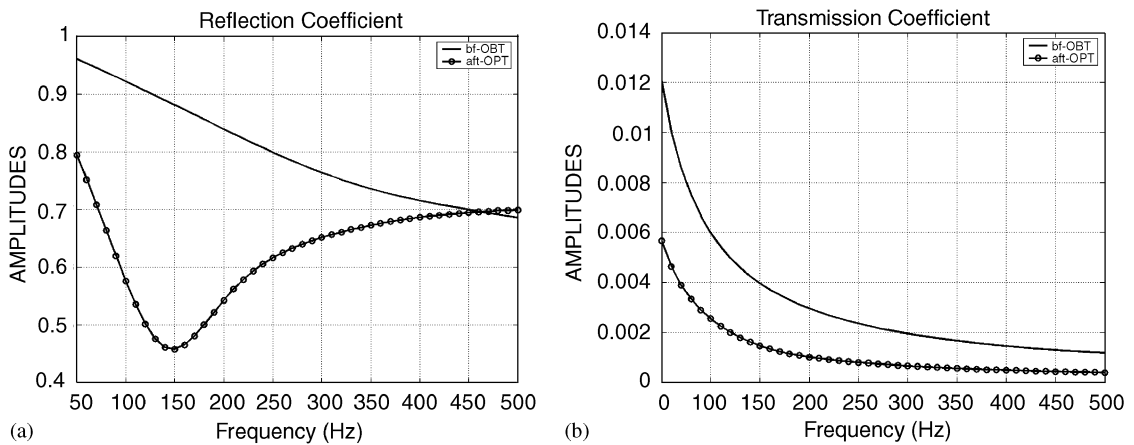 Reflection Coefficient
1
0.9
0.8
0.7
0.6
0.5
0.4
AMPLITUDES
bf-OBT
aft-OPT
50 100 150 200 250 300 350 400 450 500
Frequency (Hz)
(a)
Transmission Coefficient
0.014
0.012
0.01
0.008
0.006
0.004
0.002
0
AMPLITUDES
bf-OBT
aft-OPT
0 50 100 150 200 250 300 350 400 450 500
Frequency (Hz)
(b)